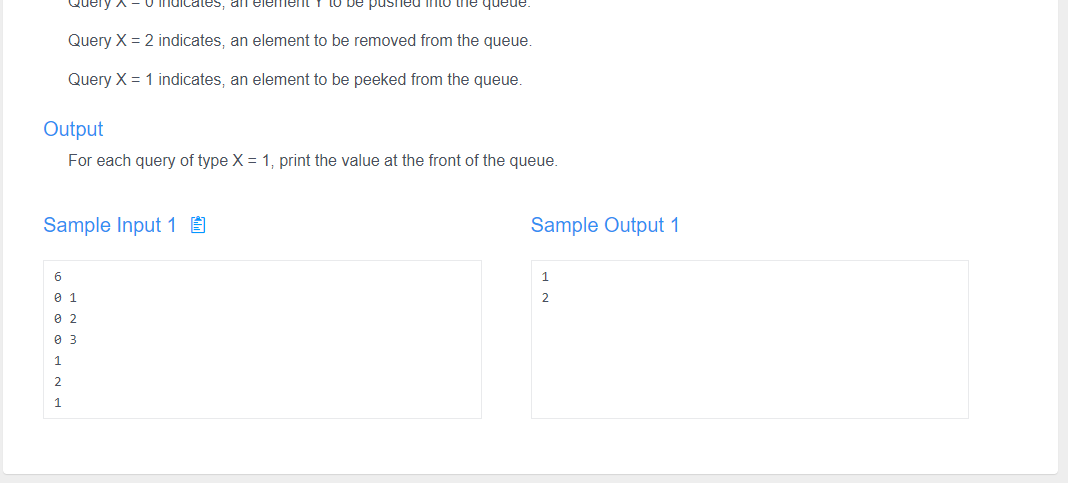 Query X = 0 indicates, an element Y to be pushed into the queue.
Query X = 2 indicates, an element to be removed from the queue.
Query X = 1 indicates, an element to be peeked from the queue.
Output
For each query of type X = 1, print the value at the front of the queue.
Sample Input 1
6
0 1
0 2
0 3
1
2
1
Sample Output 1
1
2